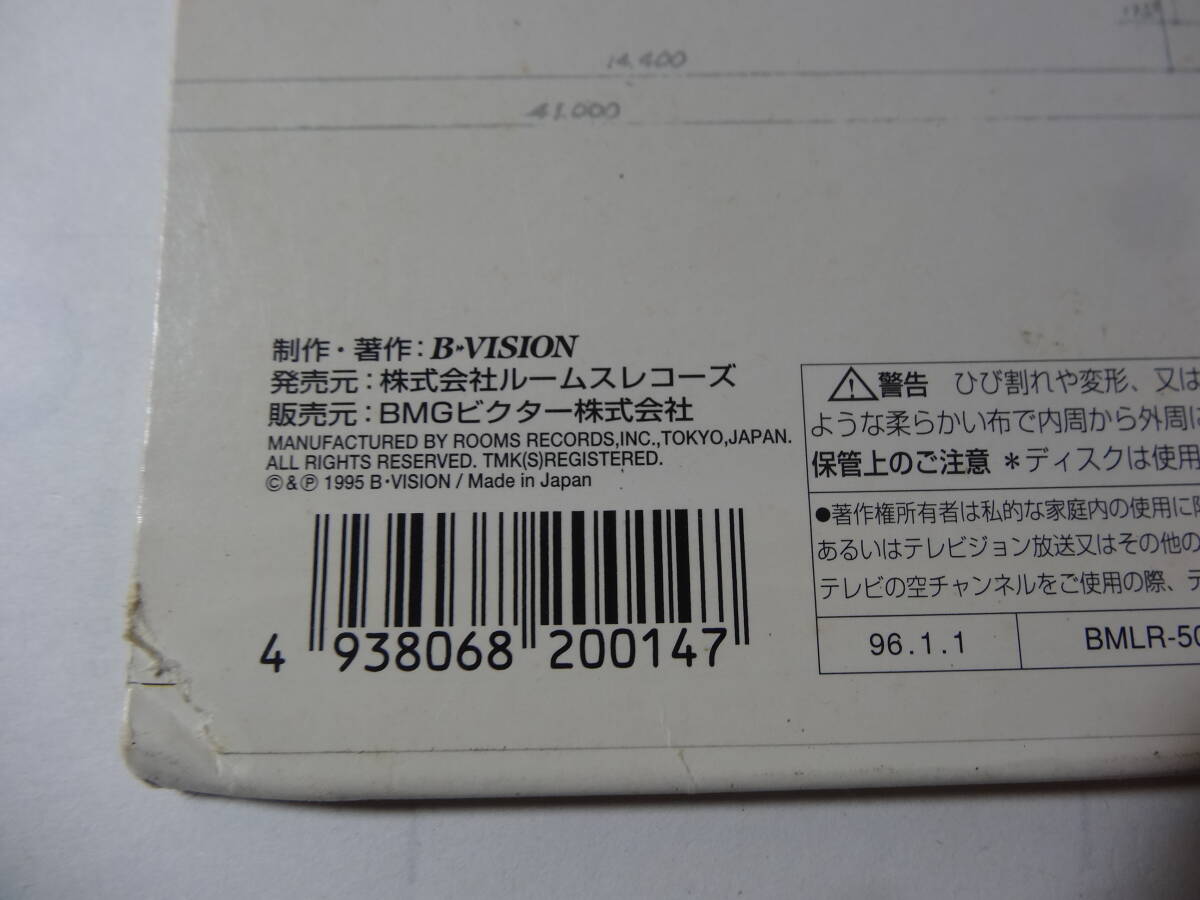 14,400
41.000
制作・著作：B-VISION
発売元：株式会社ルームスレコーズ
販売元：BMGビクター株式会社
MANUFACTURED BY ROOMS RECORDS,INC.,TOKYO,JAPAN.
ALL RIGHTS RESERVED. TMK(S)REGISTERED.
©&℗ 1995 B・VISION / Made in Japan
4 938068 200147
⚠警告 ひび割れや変形、又は
ような柔らかい布で内周から外周に
保管上のご注意 ＊ディスクは使用
●著作権所有者は私的な家庭内の使用に
あるいはテレビジョン放送又はその他の
テレビの空チャンネルをご使用の際、テ
96.1.1 BMLR-50